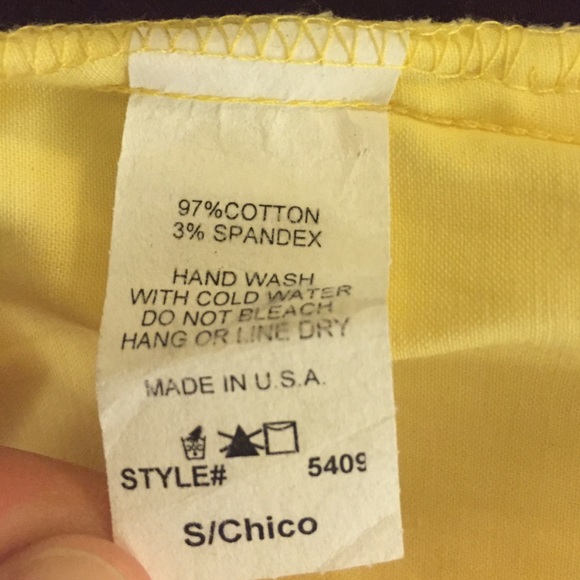 97%COTTON
3% SPANDEX
HAND WASH
WITH COLD WATER
DO NOT BLEACH
HANG OR LINE DRY
MADE IN U.S.A.
STYLE# 5409
S/Chico